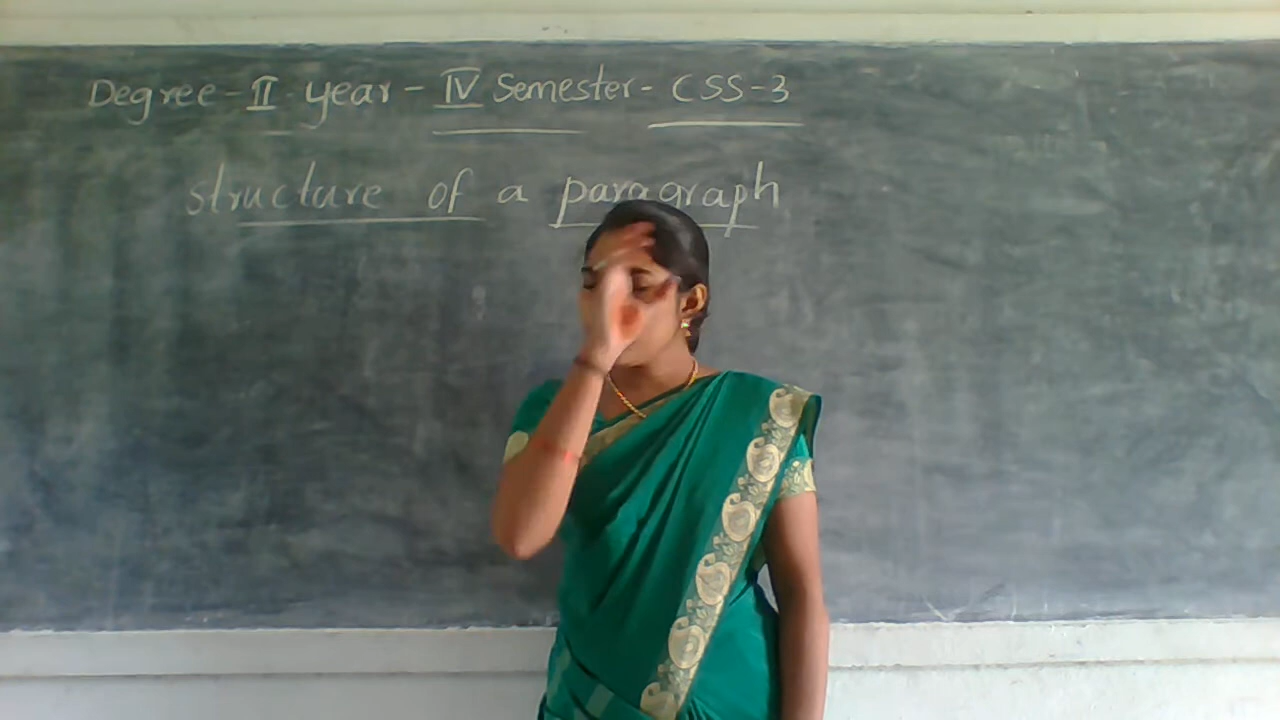 Degree - II year - IV Semester - CSS-3
structure of a paragraph